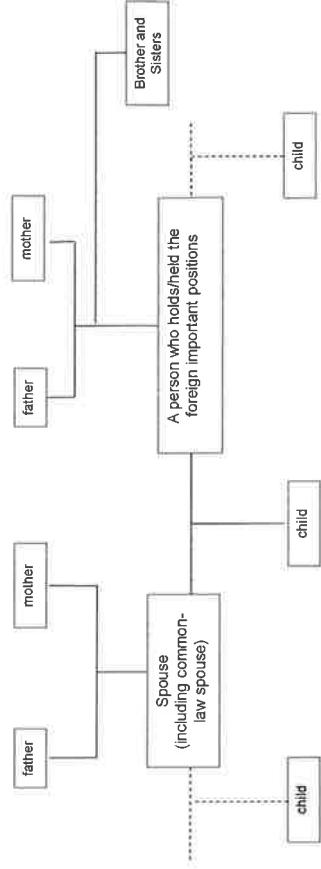 father
mother
father
mother
Brother and
Sisters
Spouse
(including common-
law spouse)
A person who holds/held the
foreign important positions
child
child
child